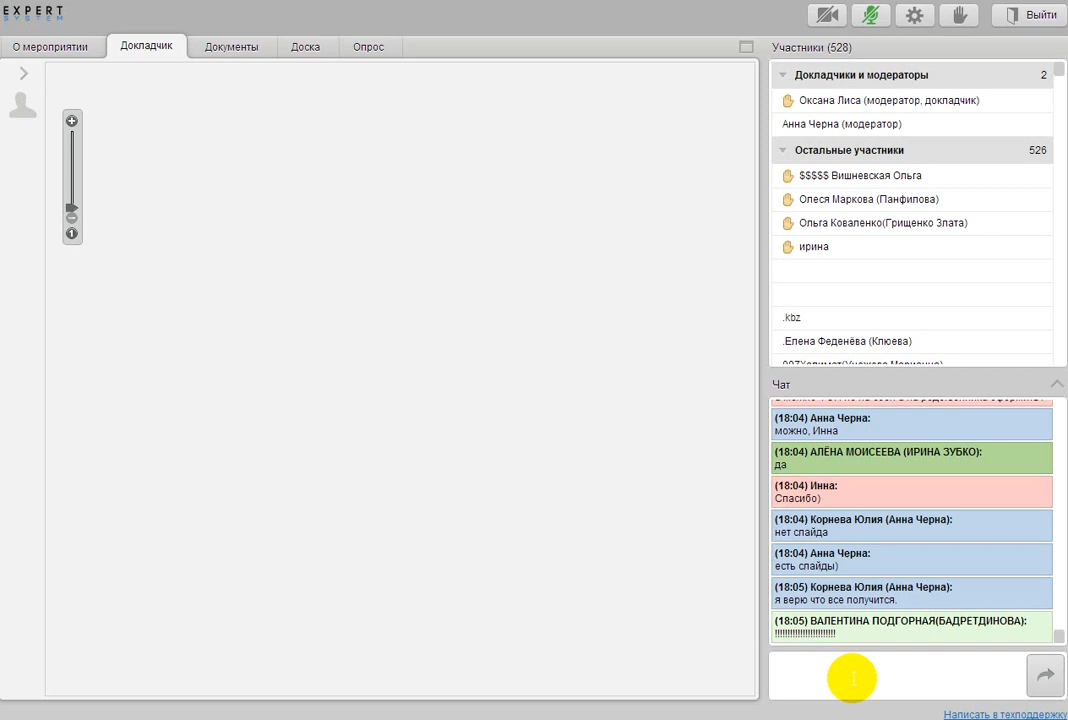 EXPERT
SYSTEM
Выйти
О мероприятии
Докладчик
Документы
Доска
Опрос
Участники (528)
Докладчики и модераторы 2
Оксана Лиса (модератор, докладчик)
Анна Черна (модератор)
Остальные участники 526
$$$$$ Вишневская Ольга
Олеся Маркова (Панфилова)
Ольга Коваленко(Грищенко Злата)
ирина
.kbz
.Елена Феденёва (Клюева)
Чат
(18:04) Анна Черна:
можно, Инна
(18:04) АЛЁНА МОИСЕЕВА (ИРИНА ЗУБКО):
да
(18:04) Инна:
Спасибо)
(18:04) Корнева Юлия (Анна Черна):
нет слайда
(18:04) Анна Черна:
есть слайды)
(18:05) Корнева Юлия (Анна Черна):
я верю что все получится.
(18:05) ВАЛЕНТИНА ПОДГОРНАЯ(БАДРЕТДИНОВА):
!!!!!!!!!!!!!!!!!!!!!!!!
Написать в техподдержку